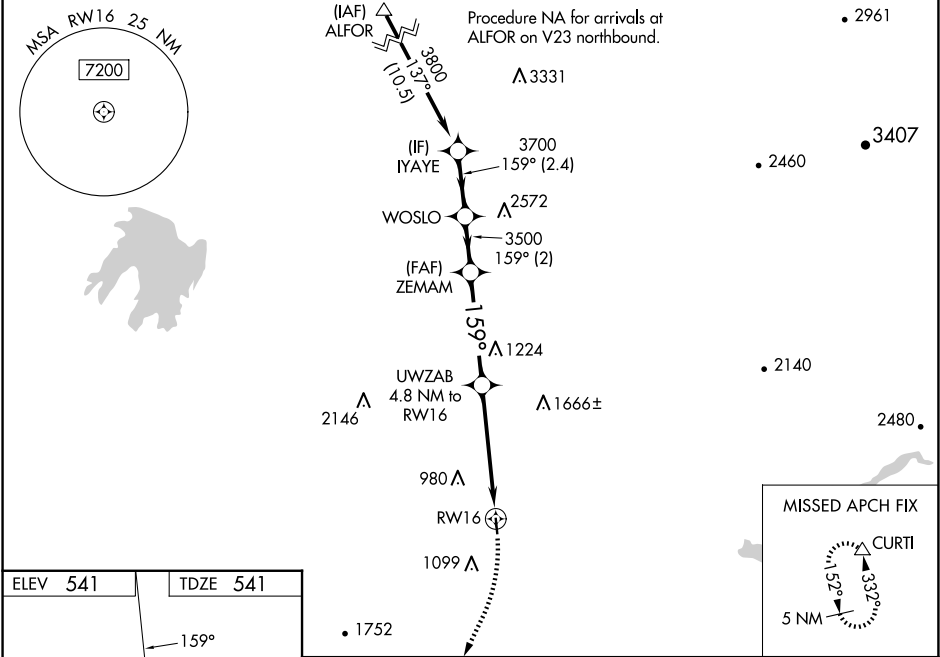 MSA RW16 25 NM
7200
(IAF)
ALFOR
Procedure NA for arrivals at
ALFOR on V23 northbound.
2961
3800
137°
(10.5)
3331
3407
(IF)
IYAYE
3700
159° (2.4)
2460
WOSLO
2572
3500
159° (2)
(FAF)
ZEMAM
159°
1224
2140
UWZAB
4.8 NM to
RW16
2146
1666±
2480
980
RW16
1099
MISSED APCH FIX
CURTI
152°
332°
5 NM
ELEV 541
TDZE 541
159°
1752